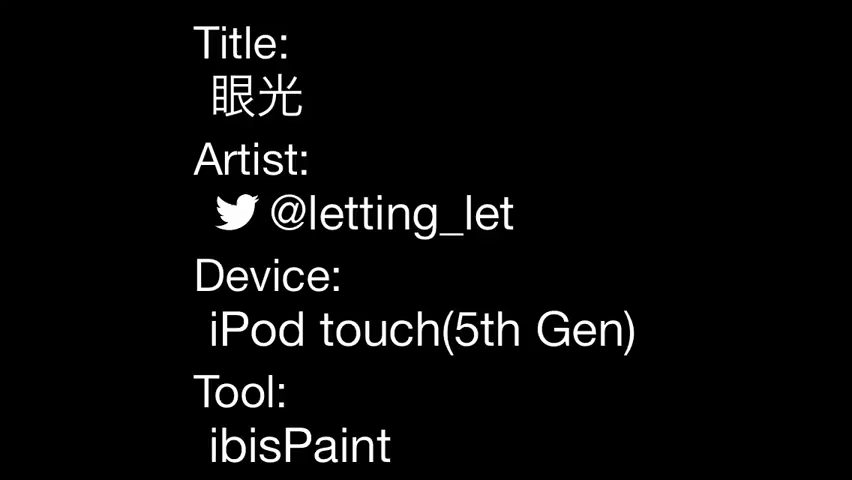 Title:
眼光
Artist:
@letting_let
Device:
iPod touch(5th Gen)
Tool:
ibisPaint